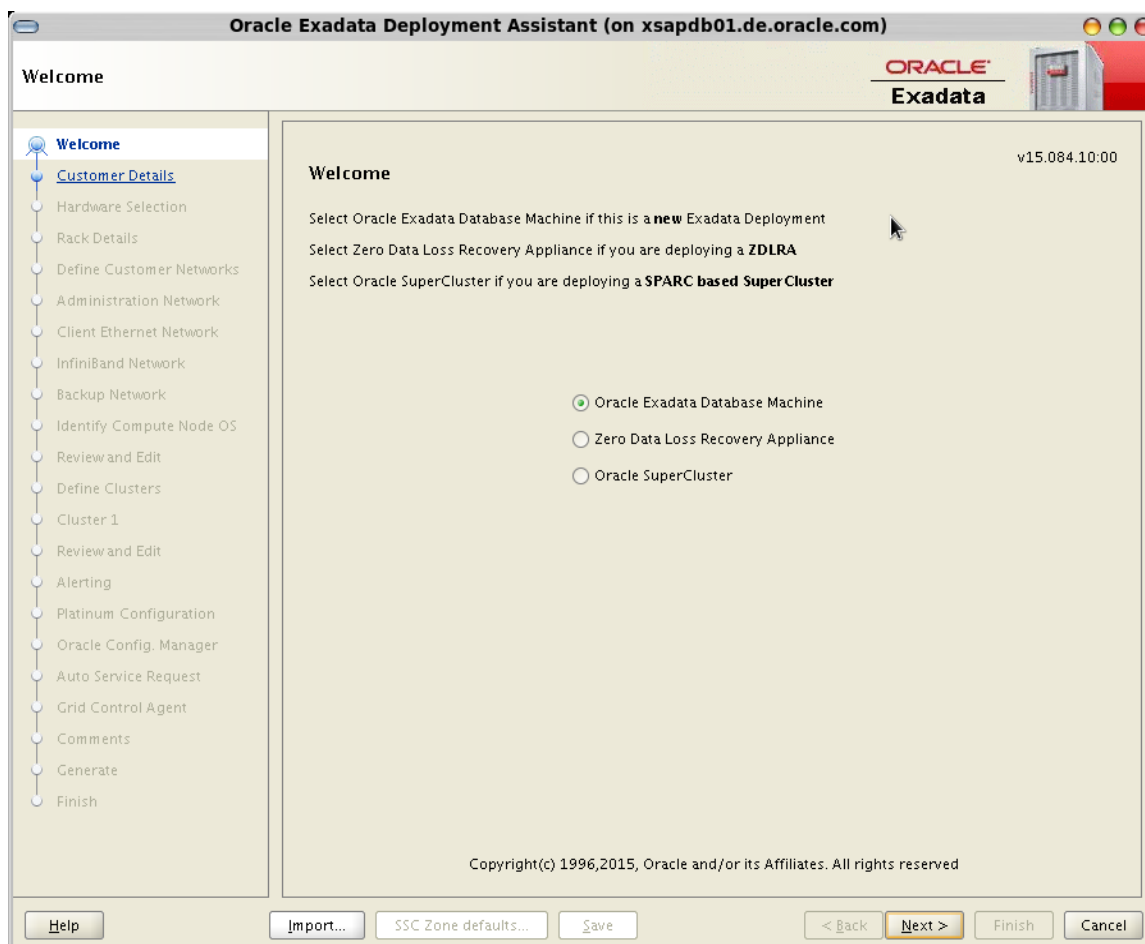 Oracle Exadata Deployment Assistant (on xsapdb01.de.oracle.com)
Welcome
ORACLE
Exadata
Welcome
Customer Details
Hardware Selection
Rack Details
Define Customer Networks
Administration Network
Client Ethernet Network
InfiniBand Network
Backup Network
Identify Compute Node OS
Review and Edit
Define Clusters
Cluster 1
Review and Edit
Alerting
Platinum Configuration
Oracle Config. Manager
Auto Service Request
Grid Control Agent
Comments
Generate
Finish
v15.084.10:00
Welcome
Select Oracle Exadata Database Machine if this is a new Exadata Deployment
Select Zero Data Loss Recovery Appliance if you are deploying a ZDLRA
Select Oracle SuperCluster if you are deploying a SPARC based SuperCluster
Oracle Exadata Database Machine
Zero Data Loss Recovery Appliance
Oracle SuperCluster
Copyright(c) 1996,2015, Oracle and/or its Affiliates. All rights reserved
Help
Import...
SSC Zone defaults...
Save
< Back
Next >
Finish
Cancel